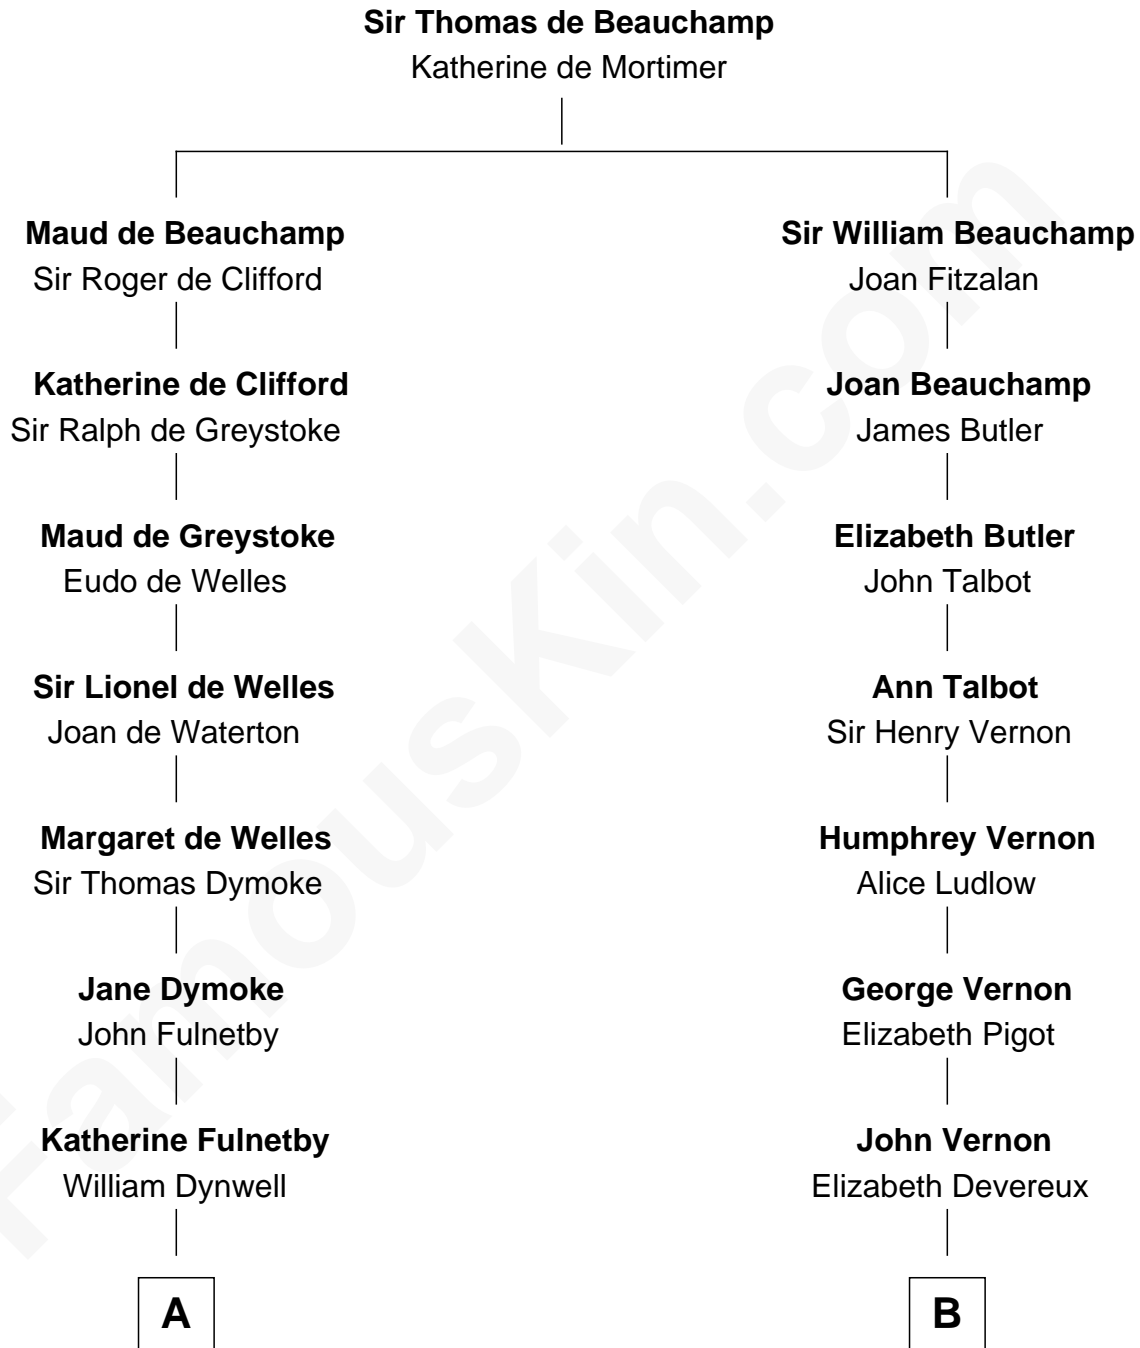 Sir Thomas de Beauchamp
Katherine de Mortimer
Maud de Beauchamp
Sir Roger de Clifford
Sir William Beauchamp
Joan Fitzalan
Katherine de Clifford
Sir Ralph de Greystoke
Joan Beauchamp
James Butler
Maud de Greystoke
Eudo de Welles
Elizabeth Butler
John Talbot
Sir Lionel de Welles
Joan de Waterton
Ann Talbot
Sir Henry Vernon
Margaret de Welles
Sir Thomas Dymoke
Humphrey Vernon
Alice Ludlow
Jane Dymoke
John Fulnetby
George Vernon
Elizabeth Pigot
Katherine Fulnetby
William Dynwell
John Vernon
Elizabeth Devereux
A
B
FamousKin.com